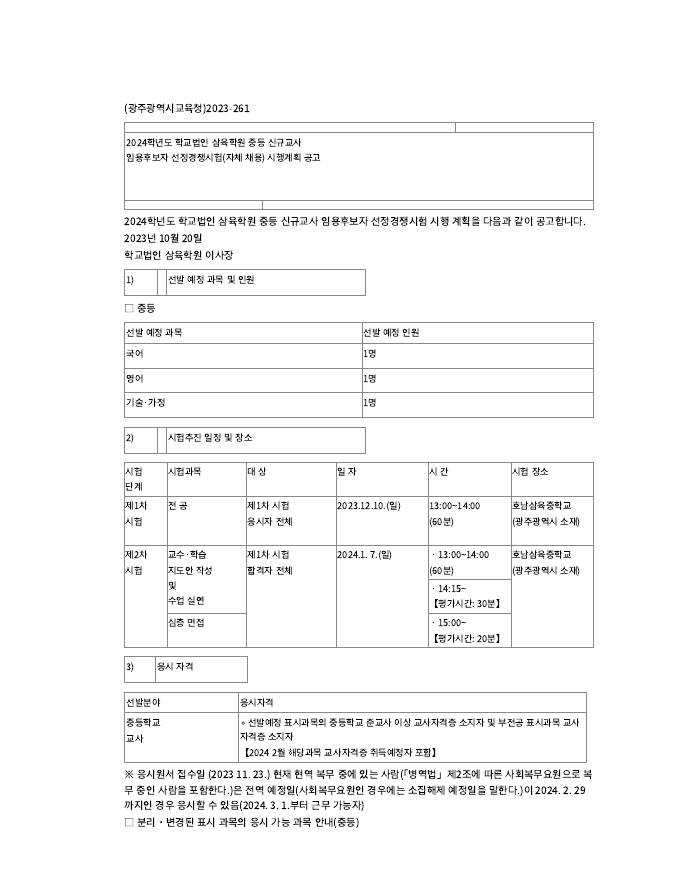 (광주광역시교육청)2023-261
2024학년도 학교법인 삼육학원 중등 신규교사
임용후보자 선정경쟁시험(자체 채용) 시행계획 공고
2024학년도 학교법인 삼육학원 중등 신규교사 임용후보자 선정경쟁시험 시행 계획을 다음과 같이 공고합니다.
2023년 10월 20일
학교법인 삼육학원 이사장
1) 선발 예정 과목 및 인원
□ 중등
선발 예정 과목 선발 예정 인원
국어 1명
영어 1명
기술·가정 1명
2) 시험추진 일정 및 장소
시험 단계 시험과목 대 상 일 자 시 간 시험 장소
제1차 전 공 제1차 시험 2023.12.10.(일) 13:00~14:00 호남삼육중학교
시험 응시자 전체 (60분) (광주광역시 소재)
제2차 교수·학습 제1차 시험 2024.1. 7.(일) · 13:00~14:00 호남삼육중학교
시험 지도안 작성 합격자 전체 (60분) (광주광역시 소재)
및 · 14:15~
수업 실연 【평가시간: 30분】
심층 면접 · 15:00~
【평가시간: 20분】
3) 응시 자격
선발분야 응시자격
중등학교 ∘ 선발예정 표시과목의 중등학교 준교사 이상 교사자격증 소지자 및 부전공 표시과목 교사
교사 자격증 소지자
【2024 2월 해당과목 교사자격증 취득예정자 포함】
※ 응시원서 접수일 (2023 11. 23.) 현재 현역 복무 중에 있는 사람(「병역법」 제2조에 따른 사회복무요원으로 복
무 중인 사람을 포함한다.)은 전역 예정일(사회복무요원인 경우에는 소집해제 예정일을 말한다.)이 2024. 2. 29
까지인 경우 응시할 수 있음(2024. 3. 1.부터 근무 가능자)
□ 분리・변경된 표시 과목의 응시 가능 과목 안내(중등)